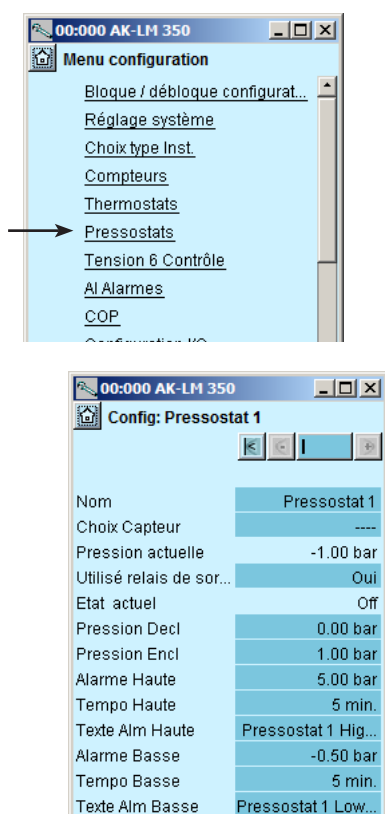 00:000 AK-LM 350
Menu configuration
Bloque / débloque configurat...
Réglage système
Choix type Inst.
Compteurs
Thermostats
Pressostats
Tension 6 Contrôle
AI Alarmes
COP
00:000 AK-LM 350
Config: Pressostat 1
Nom Pressostat 1
Choix Capteur ----
Pression actuelle -1.00 bar
Utilisé relais de sor... Oui
Etat actuel Off
Pression Decl 0.00 bar
Pression Encl 1.00 bar
Alarme Haute 5.00 bar
Tempo Haute 5 min.
Texte Alm Haute Pressostat 1 Hig...
Alarme Basse -0.50 bar
Tempo Basse 5 min.
Texte Alm Basse Pressostat 1 Low...